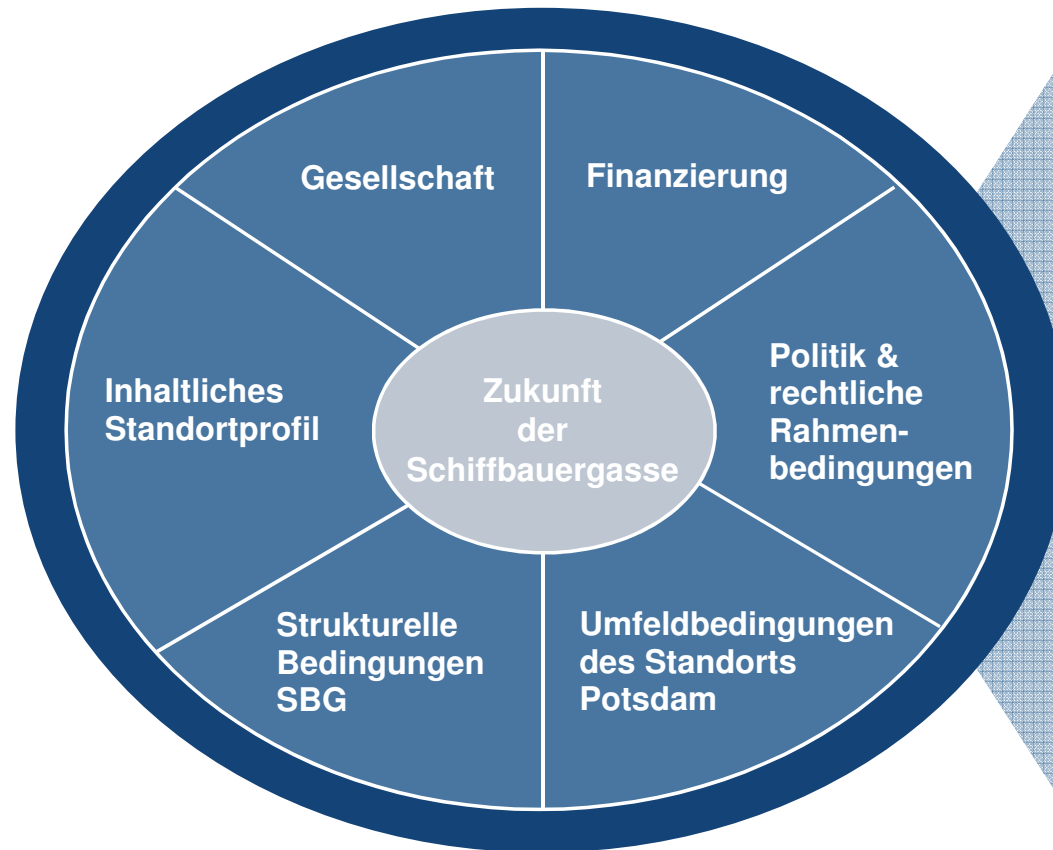 Gesellschaft
Finanzierung
Politik &
rechtliche
Rahmen-
bedingungen
Umfeldbedingungen
des Standorts
Potsdam
Strukturelle
Bedingungen
SBG
Inhaltliches
Standortprofil
Zukunft
der
Schiffbauergasse